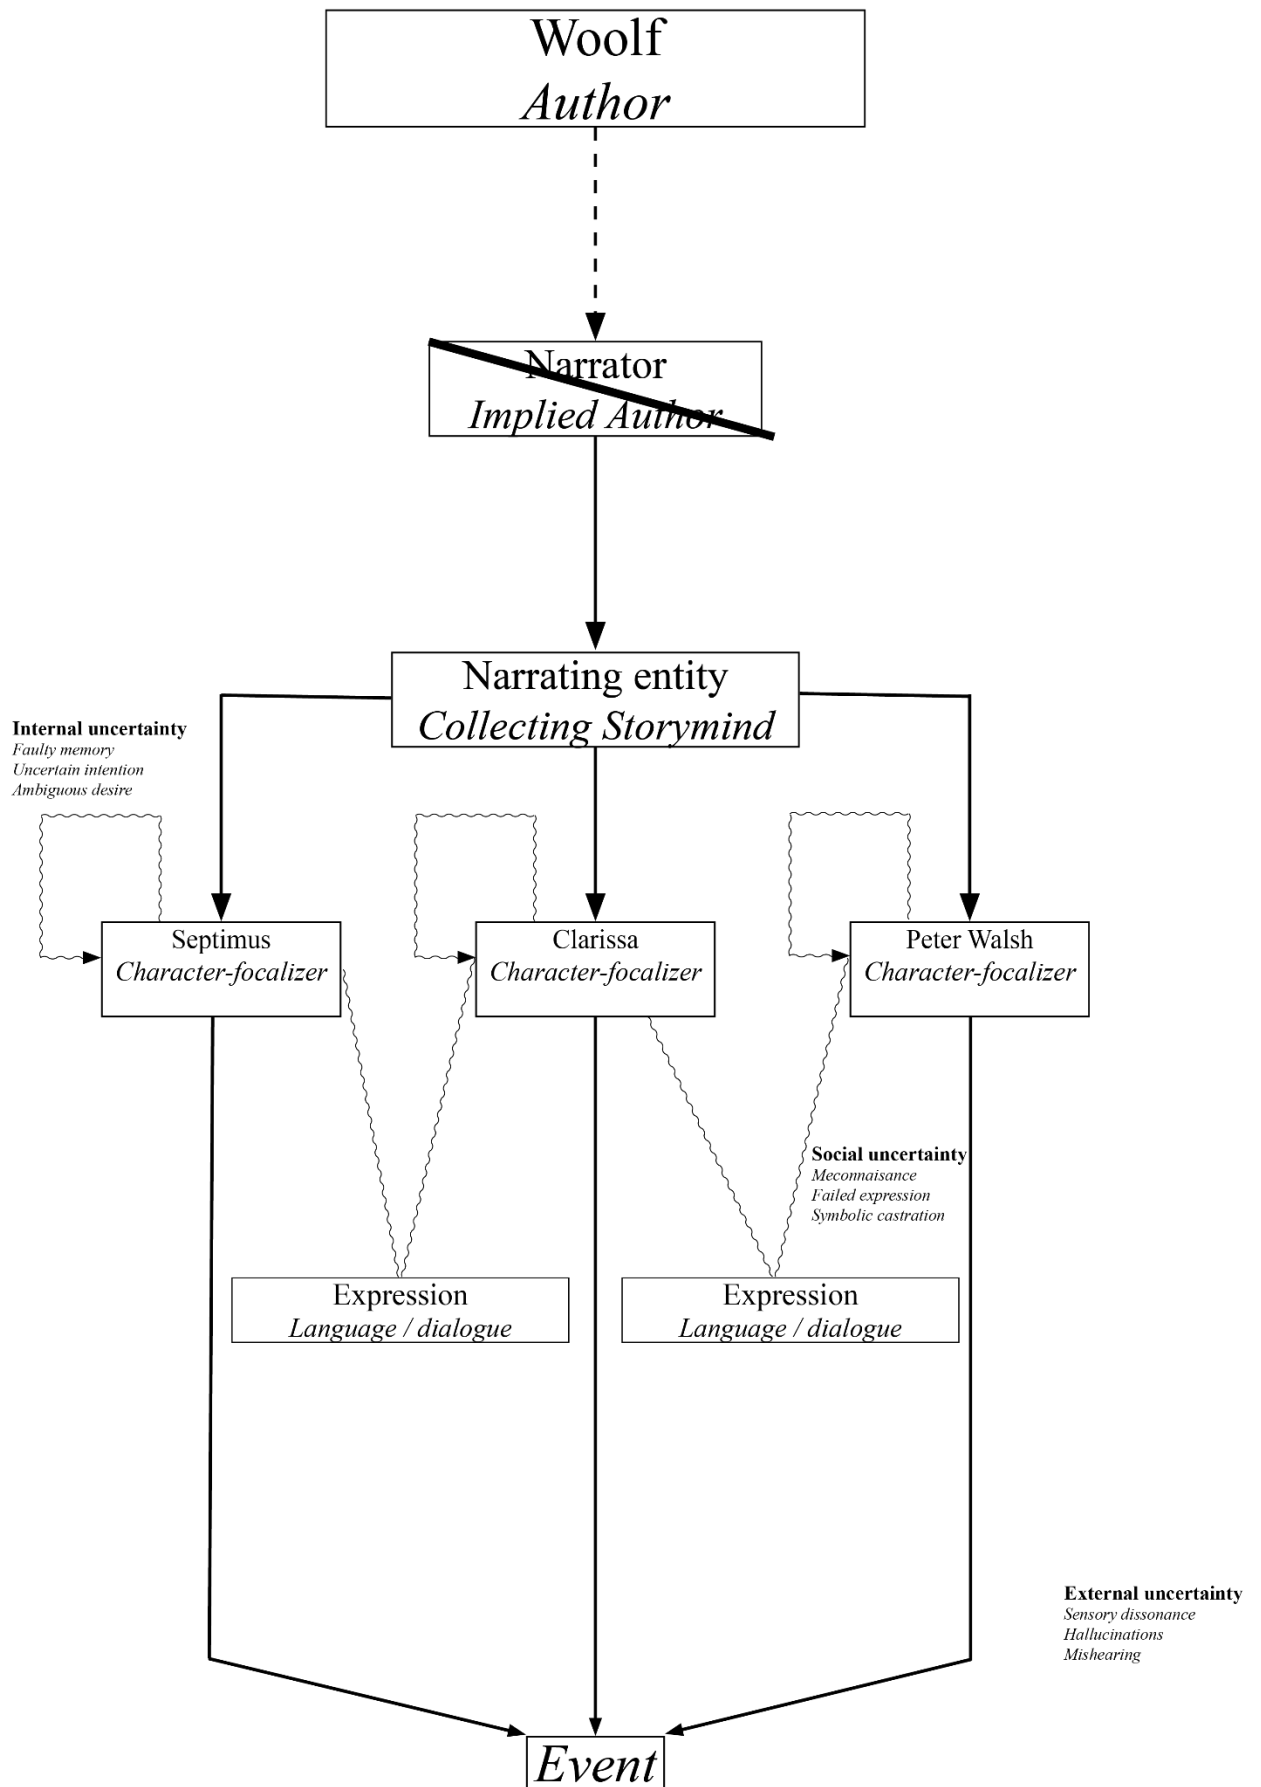 Woolf
Author
Narrator
Implied Author
Narrating entity
Collecting Storymind
Internal uncertainty
Faulty memory
Uncertain intention
Ambiguous desire
Septimus
Character-focalizer
Clarissa
Character-focalizer
Peter Walsh
Character-focalizer
Social uncertainty
Meconnaisance
Failed expression
Symbolic castration
Expression
Language / dialogue
Expression
Language / dialogue
External uncertainty
Sensory dissonance
Hallucinations
Mishearing
Event